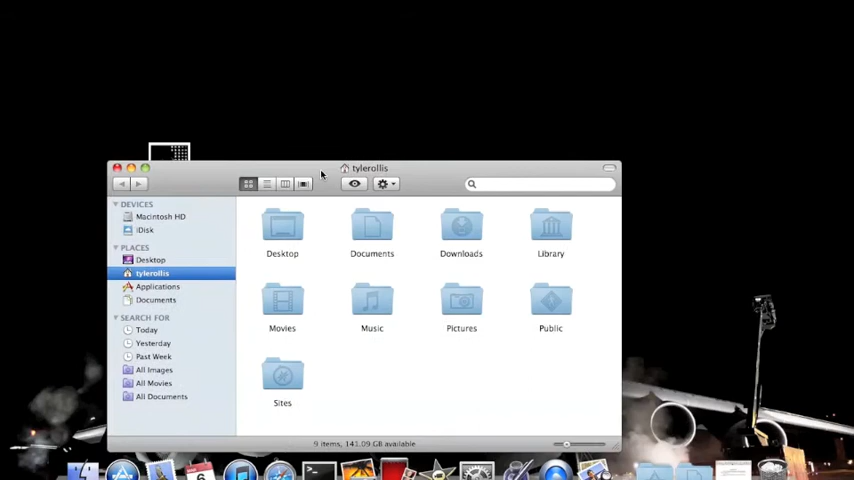 tylerollis
DEVICES
Macintosh HD
iDisk
PLACES
Desktop
tylerollis
Applications
Documents
SEARCH FOR
Today
Yesterday
Past Week
All Images
All Movies
All Documents
Desktop Documents Downloads Library
Movies Music Pictures Public
Sites
9 items, 141.09 GB available
6